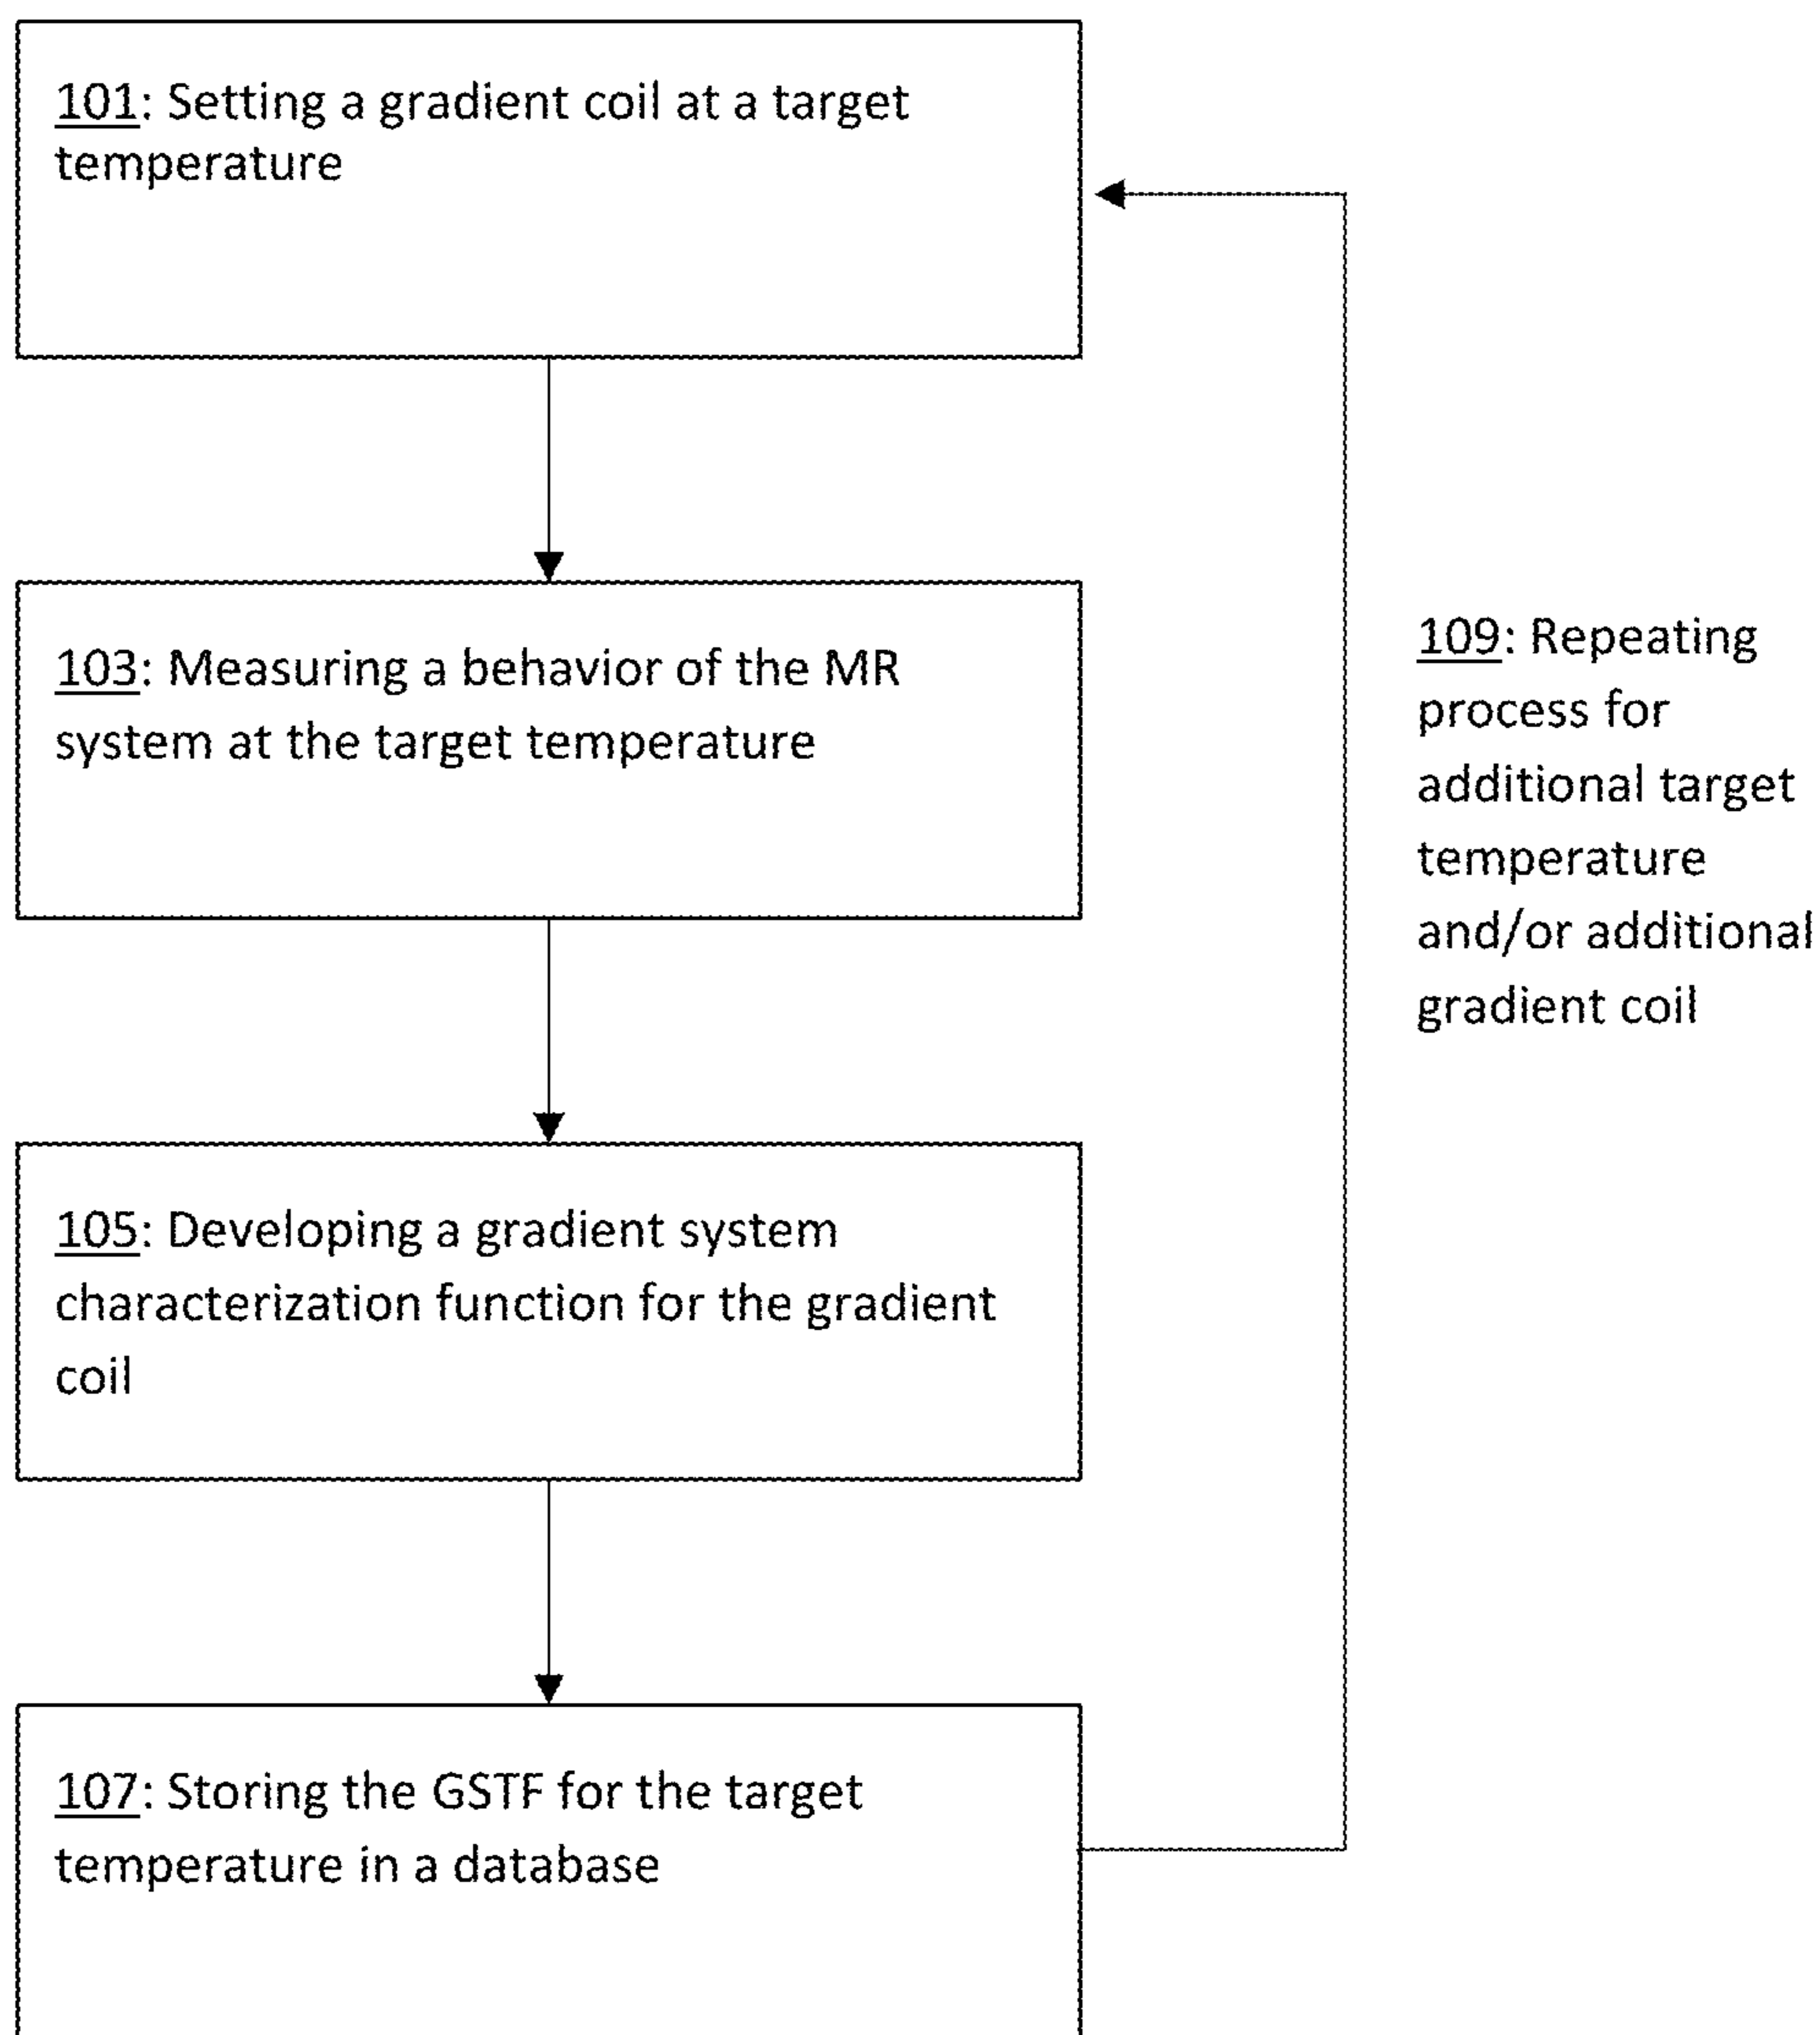 101: Setting a gradient coil at a target
temperature
103: Measuring a behavior of the MR
system at the target temperature
105: Developing a gradient system
characterization function for the gradient
coil
107: Storing the GSTF for the target
temperature in a database
109: Repeating
process for
additional target
temperature
and/or additional
gradient coil